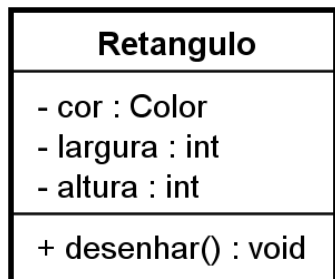 Retangulo
- cor : Color
- largura : int
- altura : int
+ desenhar() : void